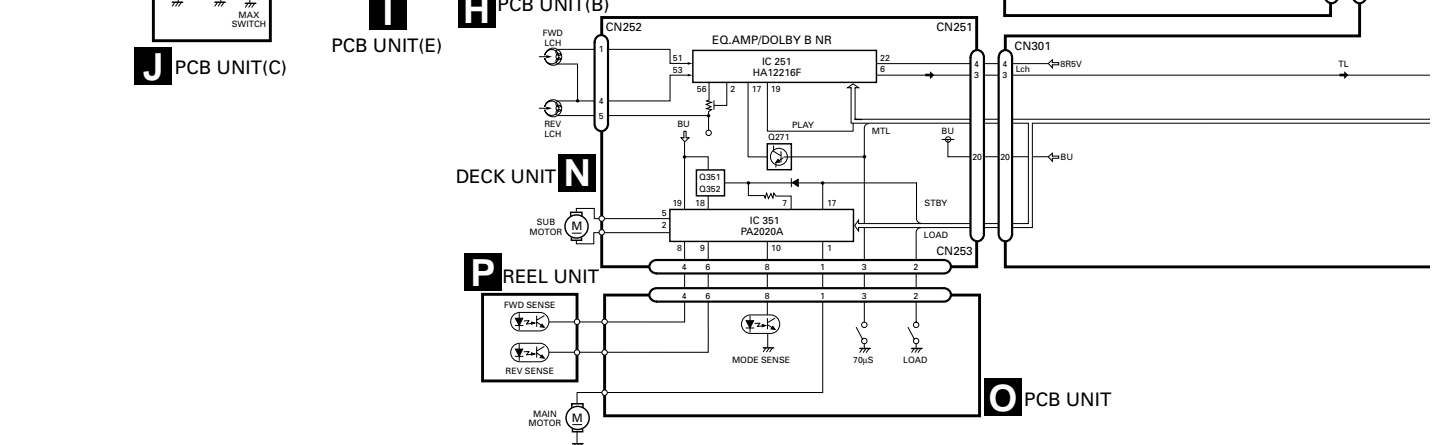 MAX
SWITCH
J PCB UNIT(C)
I
PCB UNIT(E)
H PCB UNIT(B)
CN252
CN251
FWD
LCH
1
4
5
REV
LCH
EQ.AMP/DOLBY B NR
IC 251
HA12216F
51
53
22
6
56
2
17
19
PLAY
MTL
BU
Q271
BU
4
3
20
4
3
20
CN301
8R5V
Lch
TL
BU
DECK UNIT N
Q351
Q352
STBY
LOAD
19
18
7
17
5
2
IC 351
PA2020A
SUB
MOTOR
M
8
9
10
1
CN253
4
6
8
1
3
2
P REEL UNIT
4
6
8
1
3
2
FWD SENSE
REV SENSE
MODE SENSE
70µS
LOAD
MAIN
MOTOR
M
O PCB UNIT